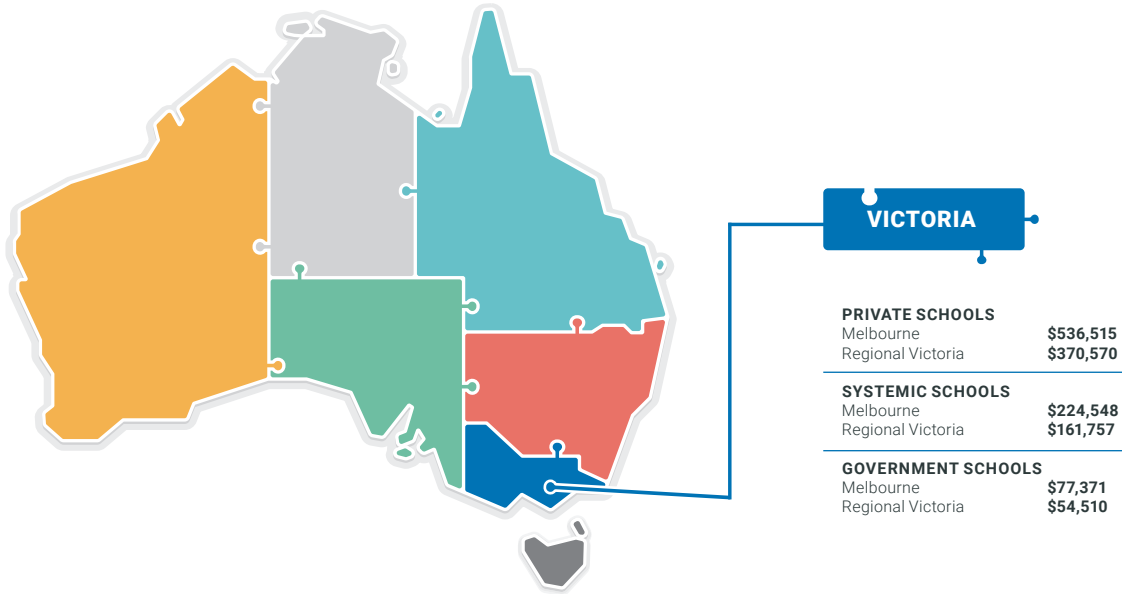 VICTORIA
PRIVATE SCHOOLS
Melbourne $536,515
Regional Victoria $370,570
SYSTEMIC SCHOOLS
Melbourne $224,548
Regional Victoria $161,757
GOVERNMENT SCHOOLS
Melbourne $77,371
Regional Victoria $54,510